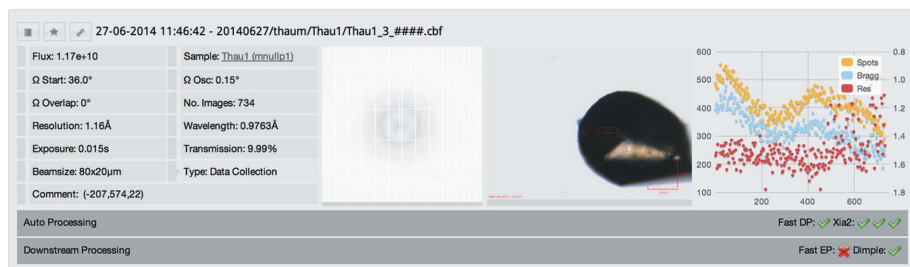 27-06-2014 11:46:42 - 20140627/thaum/Thau1/Thau1_3_####.cbf
Flux: 1.17e+10 Sample: Thau1 (mnullp1)
Ω Start: 36.0° Ω Osc: 0.15°
Ω Overlap: 0° No. Images: 734
Resolution: 1.16Å Wavelength: 0.9763Å
Exposure: 0.015s Transmission: 9.99%
Beamsize: 80x20μm Type: Data Collection
Comment: (-207,574,22)
600 0.8
500 1.0
400 1.2
300 1.4
200 1.6
100 1.8
200 400 600
Spots
Bragg
Res
Auto Processing Fast DP: Xia2:
Downstream Processing Fast EP: Dimple: